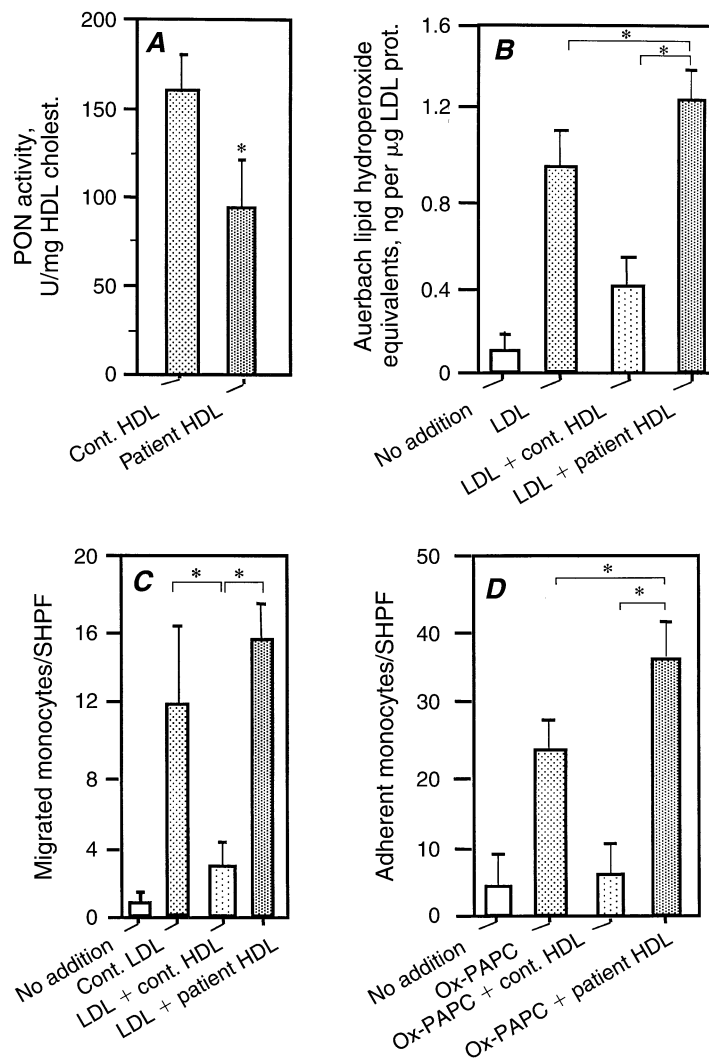 A
PON activity,
U/mg HDL cholest.
200
150
100
50
0
*
Cont. HDL
Patient HDL
B
Auerbach lipid hydroperoxide
equivalents, ng per µg LDL prot.
1.6
1.2
0.8
0.4
0
*
*
No addition
LDL
LDL + cont. HDL
LDL + patient HDL
C
Migrated monocytes/SHPF
20
16
12
8
4
0
* *
No addition
Cont. LDL
LDL + cont. HDL
LDL + patient HDL
D
Adherent monocytes/SHPF
50
40
30
20
10
0
*
*
No addition
Ox-PAPC
Ox-PAPC + cont. HDL
Ox-PAPC + patient HDL